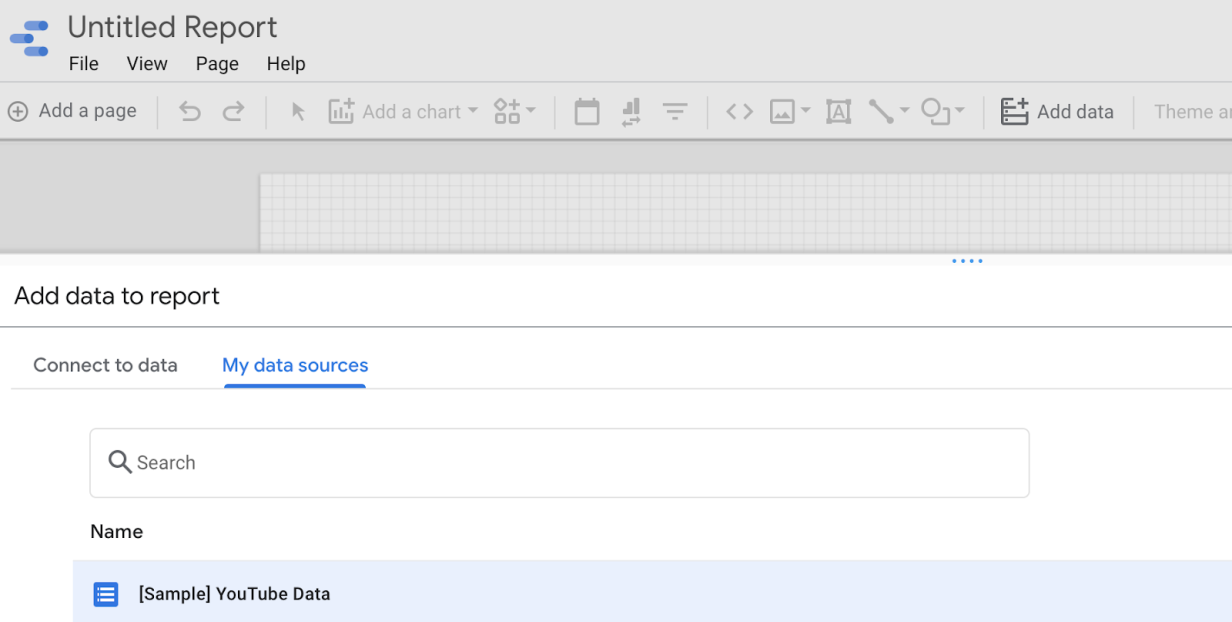 Untitled Report
File View Page Help
Add a page Add a chart A Add data Theme
Add data to report
Connect to data My data sources
Search
Name
[Sample] YouTube Data